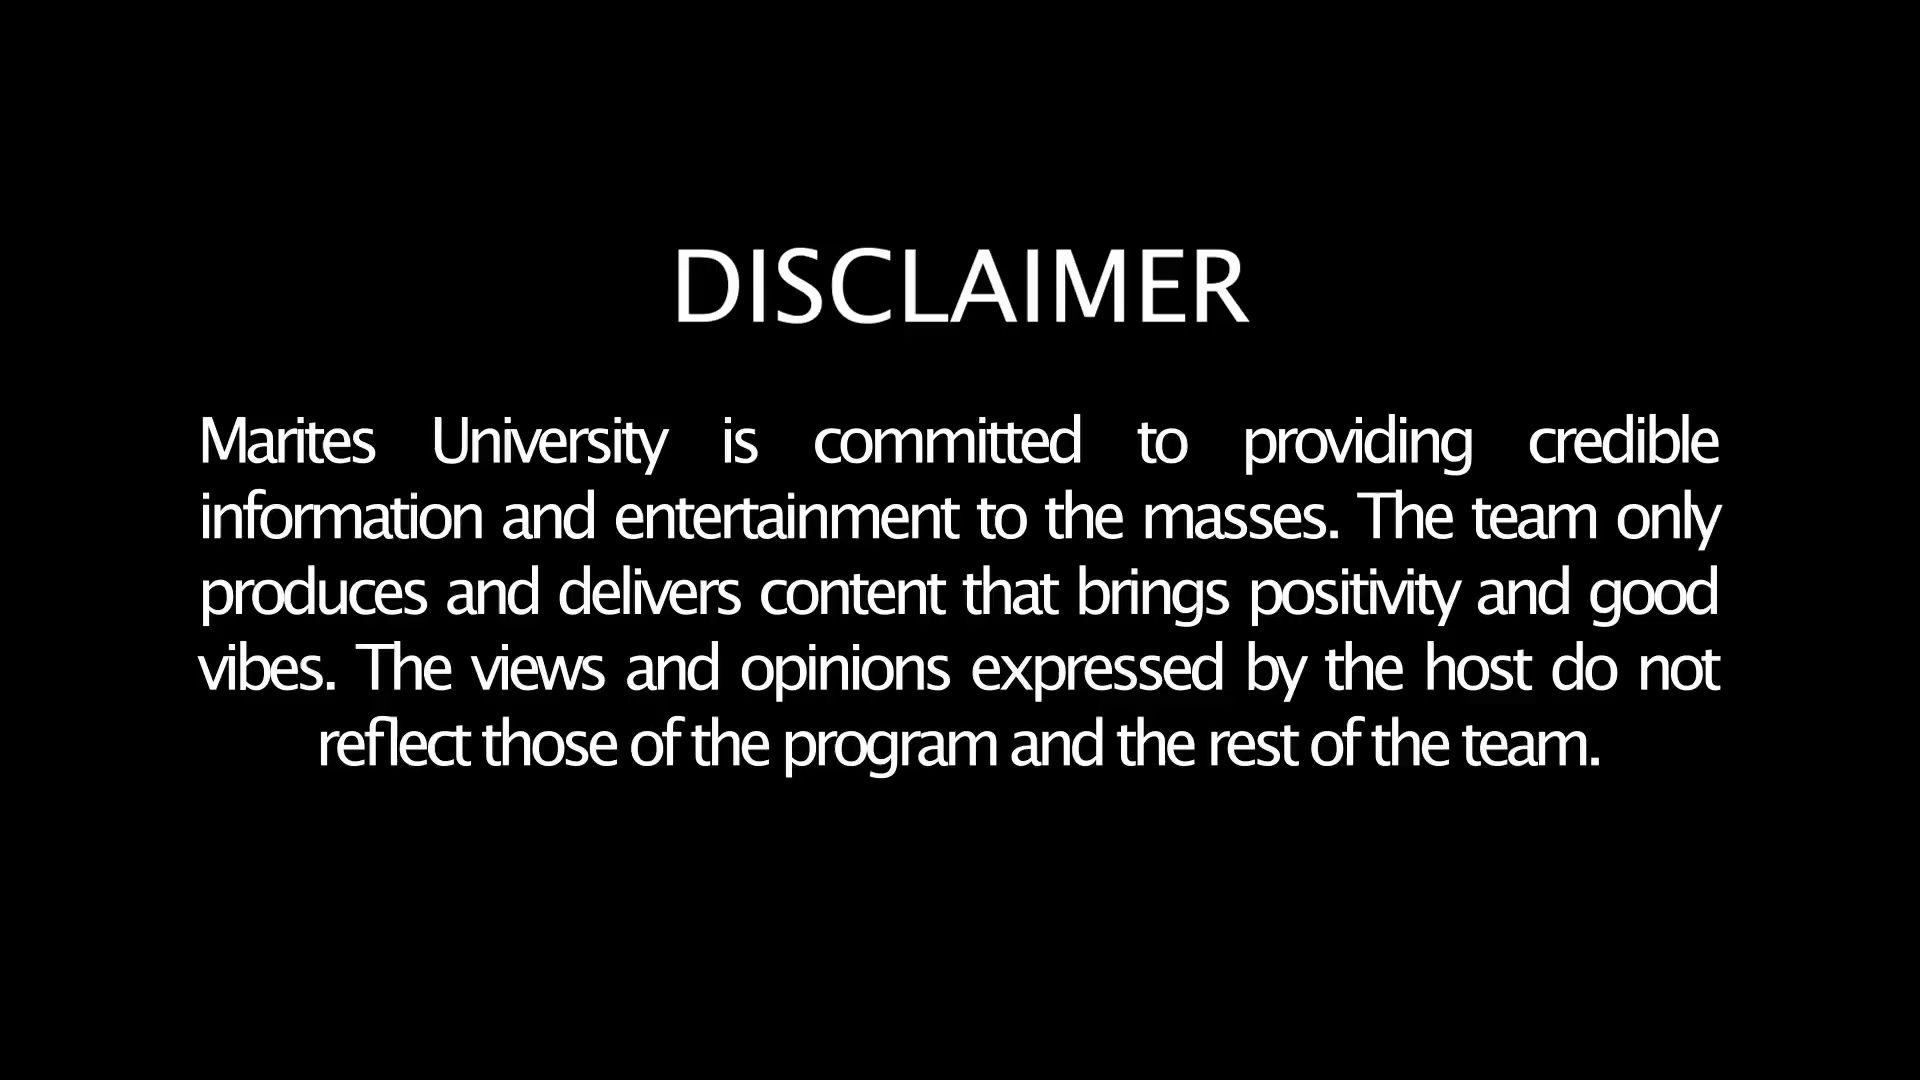 DISCLAIMER
Marites University is committed to providing credible
information and entertainment to the masses. The team only
produces and delivers content that brings positivity and good
vibes. The views and opinions expressed by the host do not
reflect those of the program and the rest of the team.